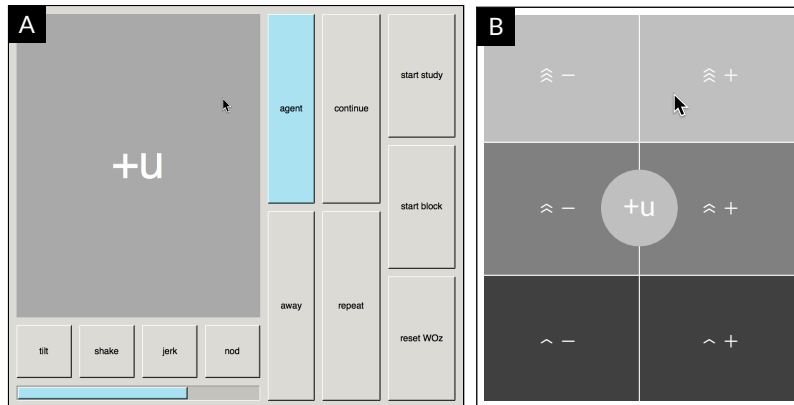 A
+u
agent
continue
start study
start block
away
repeat
reset WOz
tilt
shake
jerk
nod
B
︿︿︿ −
︿︿︿ +
︿︿ −
+u
︿︿ +
︿ −
︿ +